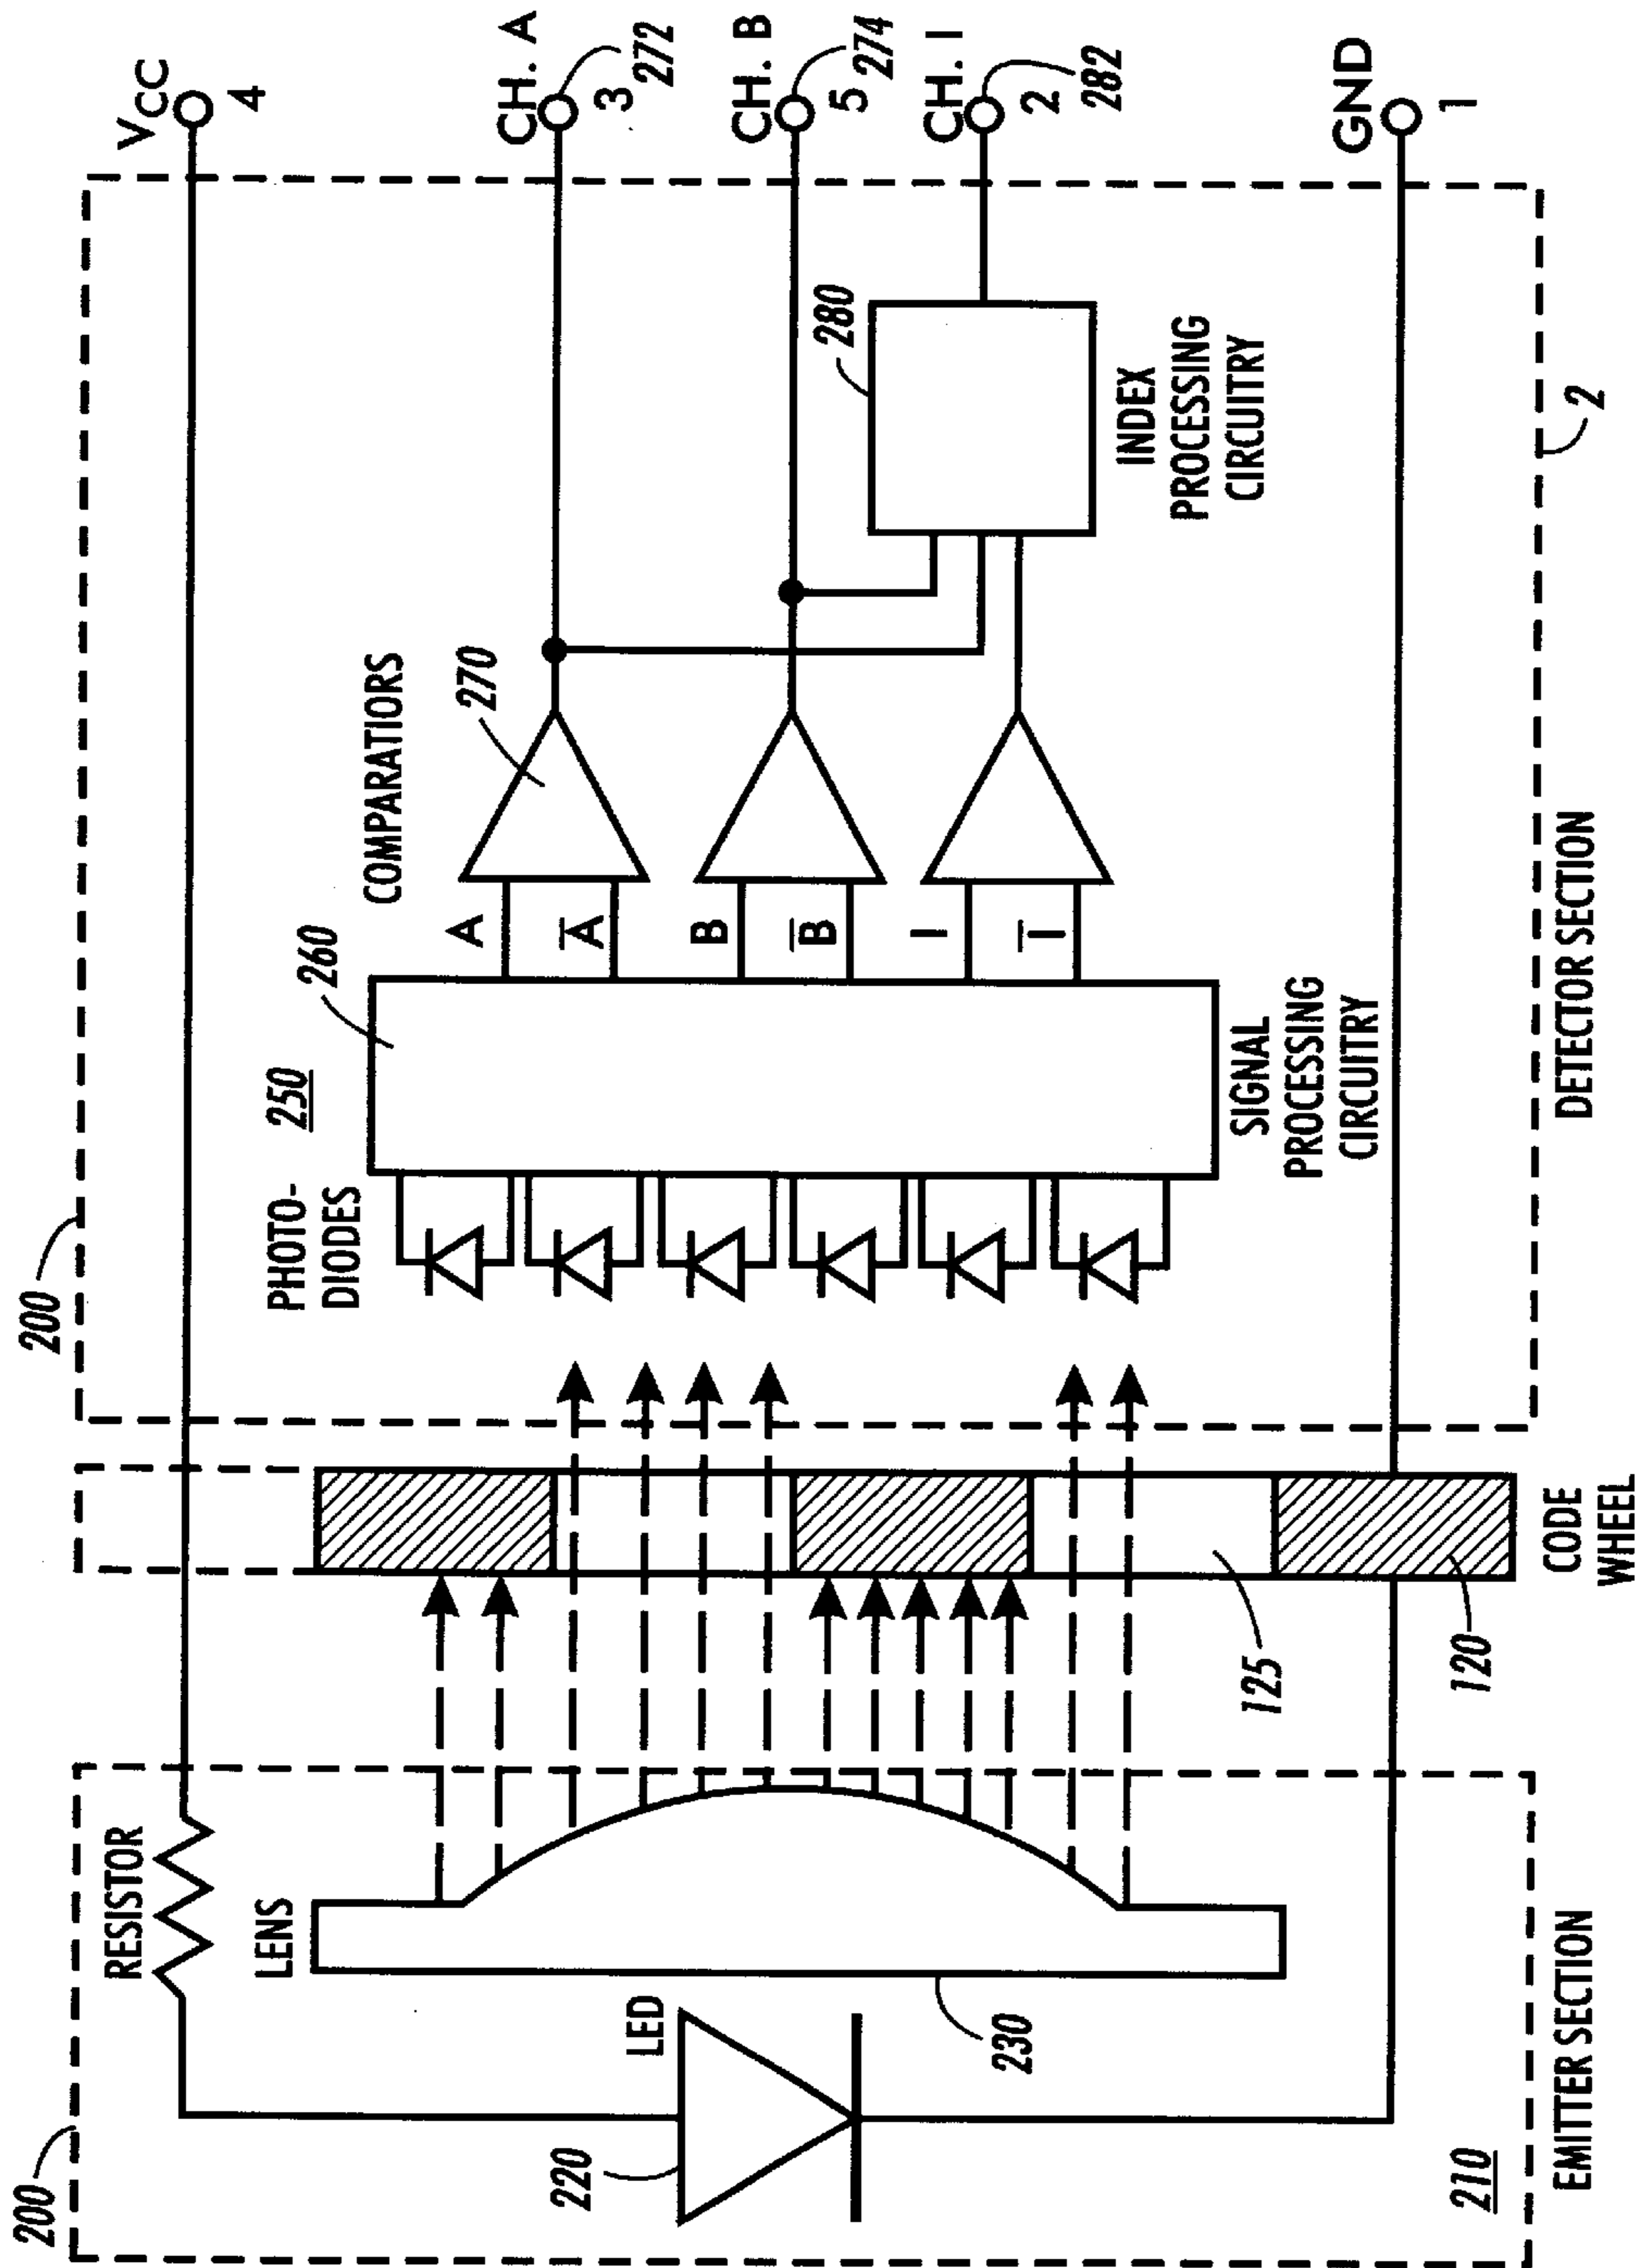 200
200
RESISTOR
VCC
4
LENS
LED
220
230
210
EMITTER SECTION
125
120
CODE
WHEEL
PHOTO-
DIODES
250
260
SIGNAL
PROCESSING
CIRCUITRY
COMPARATIORS
270
A
A̅
B
B̅
I
I̅
280
INDEX
PROCESSING
CIRCUITRY
CH. A
3
272
CH. B
5
274
CH. I
2
282
GND
1
2
DETECTOR SECTION